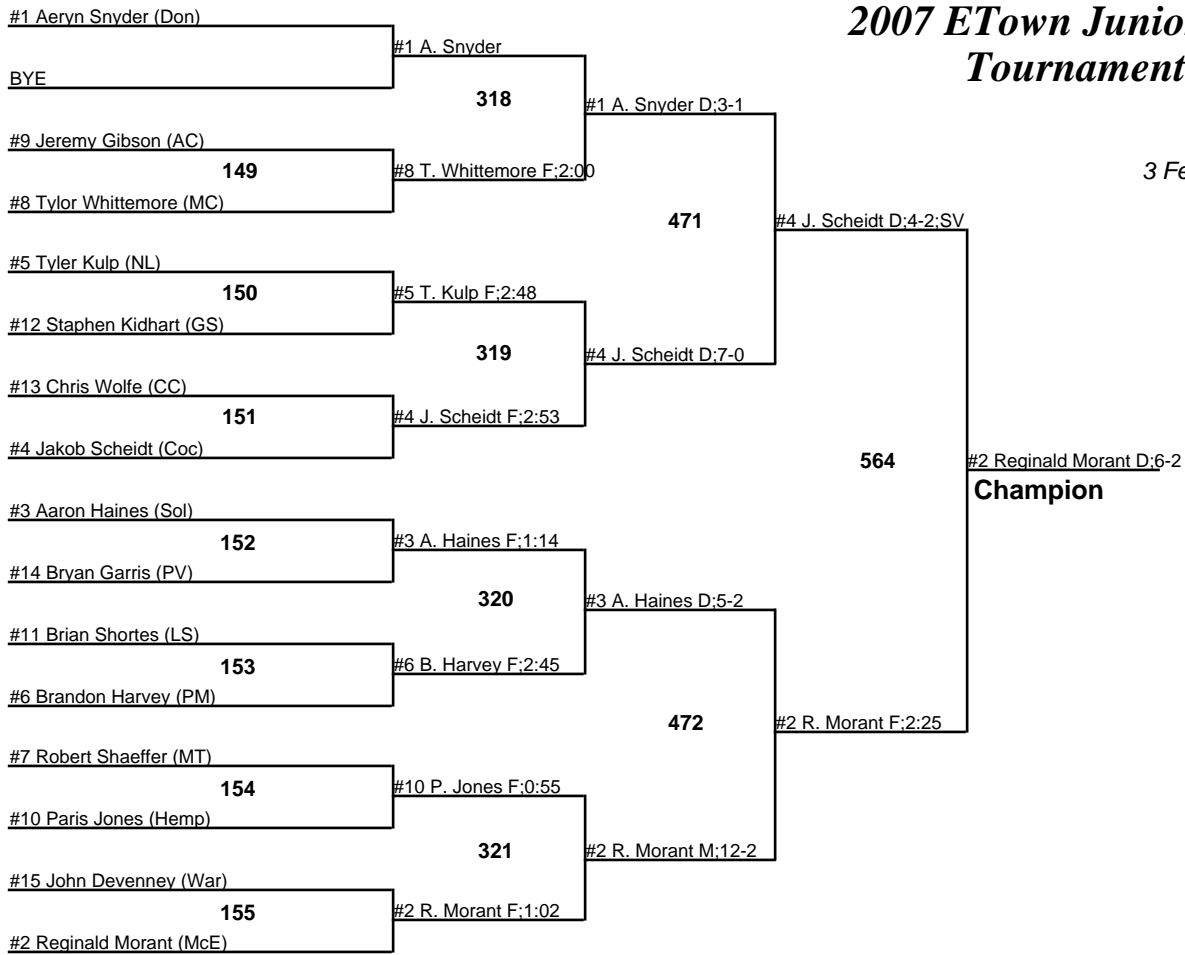 2007 ETown Junior
Tournament
3 Fe
#1 Aeryn Snyder (Don)
BYE
#9 Jeremy Gibson (AC)
149
#8 Tylor Whittemore (MC)
#5 Tyler Kulp (NL)
150
#12 Staphen Kidhart (GS)
#13 Chris Wolfe (CC)
151
#4 Jakob Scheidt (Coc)
#3 Aaron Haines (Sol)
152
#14 Bryan Garris (PV)
#11 Brian Shortes (LS)
153
#6 Brandon Harvey (PM)
#7 Robert Shaeffer (MT)
154
#10 Paris Jones (Hemp)
#15 John Devenney (War)
155
#2 Reginald Morant (McE)
#1 A. Snyder
318
#8 T. Whittemore F;2:00
#5 T. Kulp F;2:48
319
#4 J. Scheidt F;2:53
#3 A. Haines F;1:14
320
#6 B. Harvey F;2:45
#10 P. Jones F;0:55
321
#2 R. Morant F;1:02
#1 A. Snyder D;3-1
471
#4 J. Scheidt D;7-0
#3 A. Haines D;5-2
472
#2 R. Morant M;12-2
#4 J. Scheidt D;4-2;SV
564
#2 R. Morant F;2:25
#2 Reginald Morant D;6-2
Champion